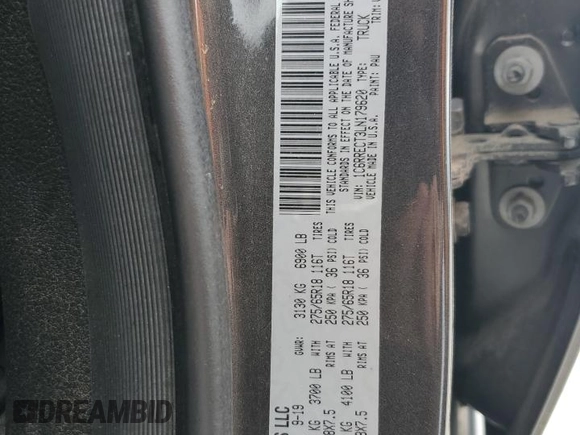 S LLC
9-19 GVWR: 3130 KG 6900 LB
KG 3700 LB WITH 275/65R18 116T TIRES
8X7.5 RIMS AT 250 KPA ( 36 PSI) COLD
KG 4100 LB WITH 275/65R18 116T TIRES
8X7.5 RIMS AT 250 KPA ( 36 PSI) COLD
THIS VEHICLE CONFORMS TO ALL APPLICABLE U.S.A. FEDERAL
STANDARDS IN EFFECT ON THE DATE OF MANUFACTURE SH
VIN: 1C6RRECT3LN179620 TYPE: TRUCK
VEHICLE MADE IN U.S.A. PAINT: PAU TRIM:
DREAMBID